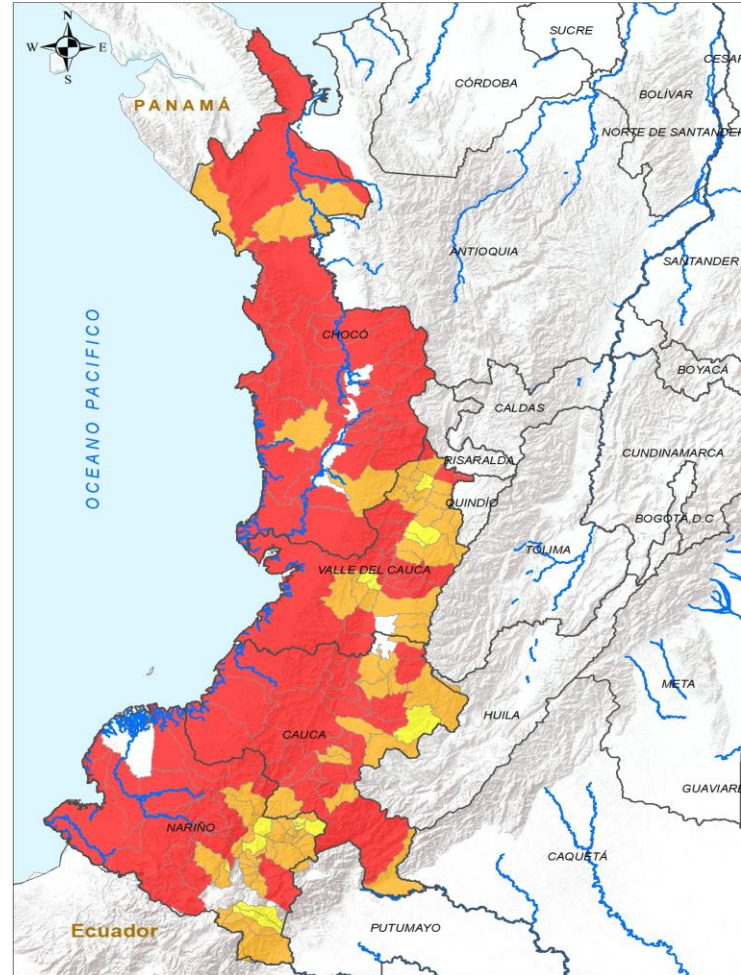 N
W E
S
PANAMÁ
SUCRE
CÓRDOBA
CESAR
BOLÍVAR
NORTE DE SANTANDER
ANTIOQUIA
SANTANDER
OCEANO PACIFICO
CHOCÓ
BOYACÁ
CALDAS
CUNDINAMARCA
RISARALDA
QUINDÍO
BOGOTÁ, D.C
TOLIMA
VALLE DEL CAUCA
META
HUILA
CAUCA
GUAVIARE
NARIÑO
CAQUETÁ
Ecuador
PUTUMAYO